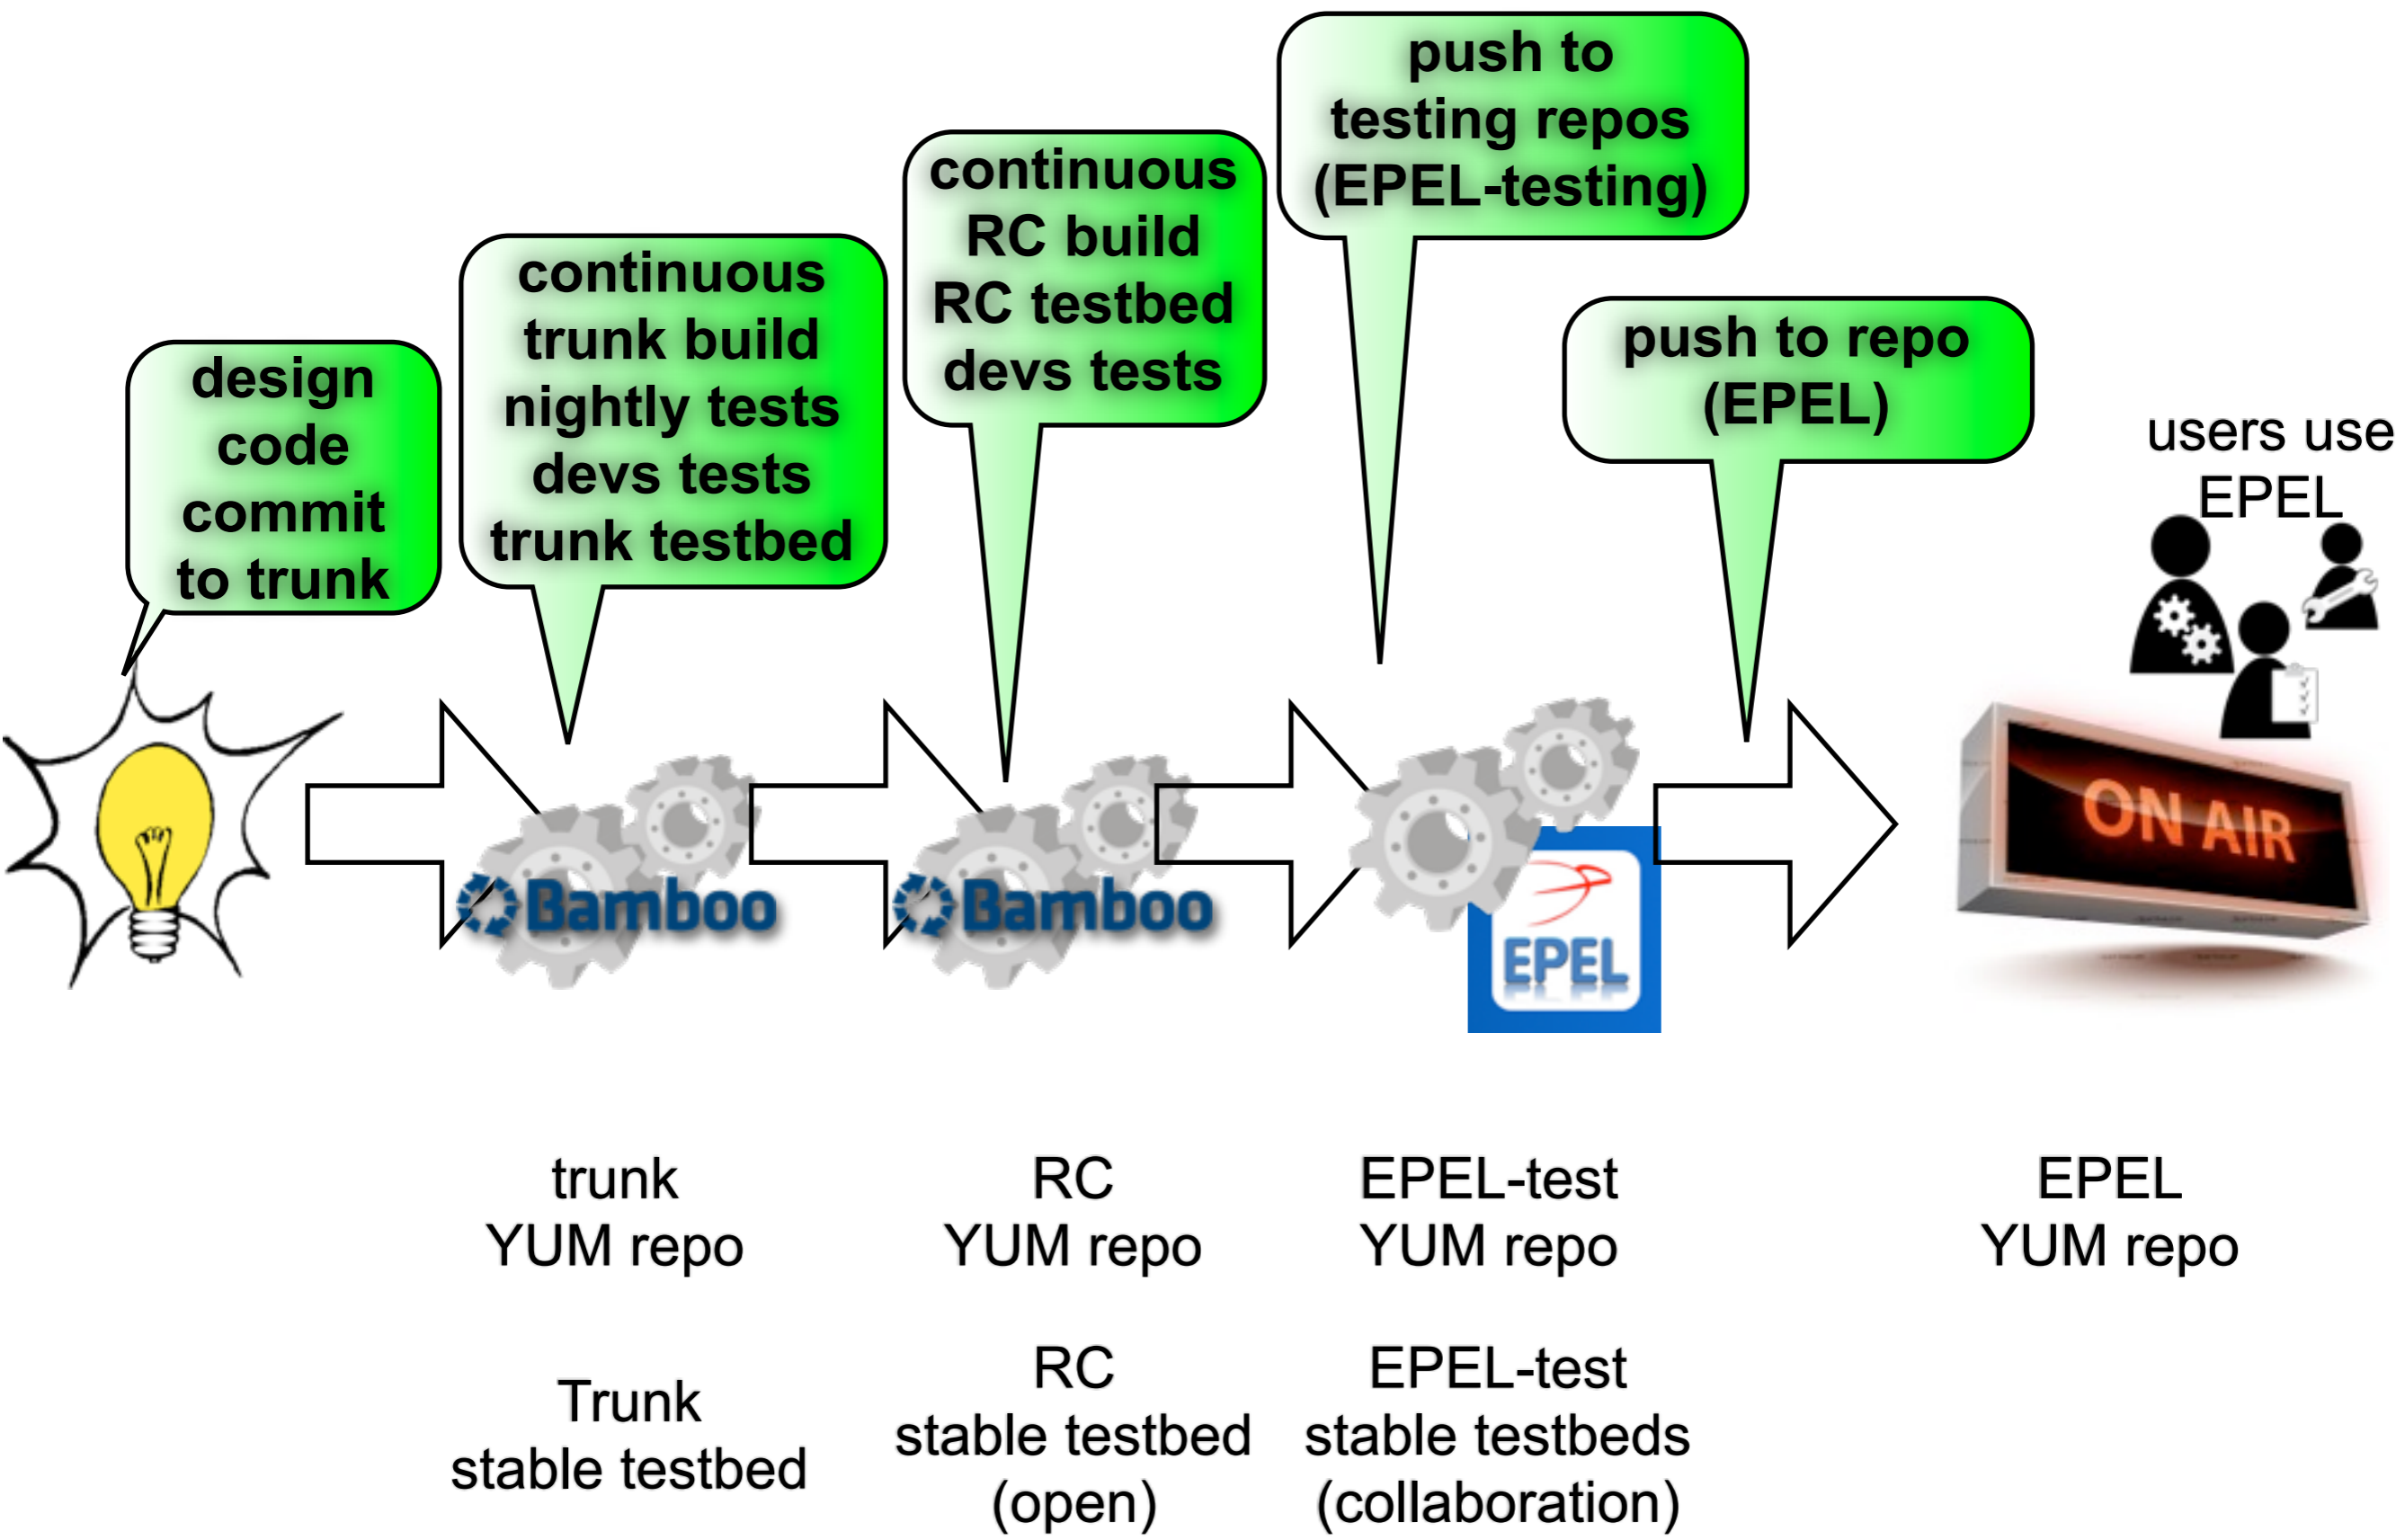 design
code
commit
to trunk
continuous
trunk build
nightly tests
devs tests
trunk testbed
continuous
RC build
RC testbed
devs tests
push to
testing repos
(EPEL-testing)
push to repo
(EPEL)
users use
EPEL
Bamboo
Bamboo
EPEL
ON AIR
trunk
YUM repo
RC
YUM repo
EPEL-test
YUM repo
EPEL
YUM repo
Trunk
stable testbed
RC
stable testbed
(open)
EPEL-test
stable testbeds
(collaboration)